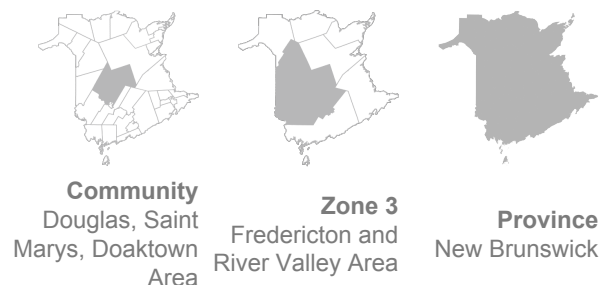 Community
Douglas, Saint
Marys, Doaktown
Area
Zone 3
Fredericton and
River Valley Area
Province
New Brunswick